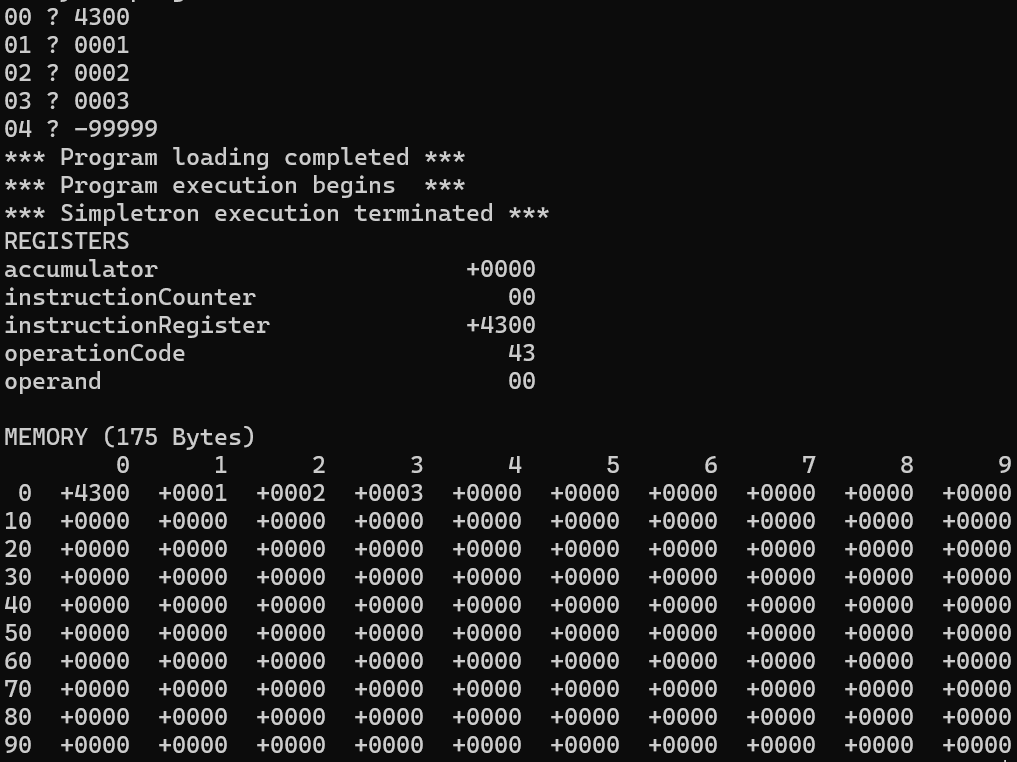 00 ? 4300
01 ? 0001
02 ? 0002
03 ? 0003
04 ? -99999
*** Program loading completed ***
*** Program execution begins  ***
*** Simpletron execution terminated ***
REGISTERS
accumulator                      +0000
instructionCounter                  00
instructionRegister              +4300
operationCode                       43
operand                             00

MEMORY (175 Bytes)
        0      1      2      3      4      5      6      7      8      9
 0  +4300  +0001  +0002  +0003  +0000  +0000  +0000  +0000  +0000  +0000
10  +0000  +0000  +0000  +0000  +0000  +0000  +0000  +0000  +0000  +0000
20  +0000  +0000  +0000  +0000  +0000  +0000  +0000  +0000  +0000  +0000
30  +0000  +0000  +0000  +0000  +0000  +0000  +0000  +0000  +0000  +0000
40  +0000  +0000  +0000  +0000  +0000  +0000  +0000  +0000  +0000  +0000
50  +0000  +0000  +0000  +0000  +0000  +0000  +0000  +0000  +0000  +0000
60  +0000  +0000  +0000  +0000  +0000  +0000  +0000  +0000  +0000  +0000
70  +0000  +0000  +0000  +0000  +0000  +0000  +0000  +0000  +0000  +0000
80  +0000  +0000  +0000  +0000  +0000  +0000  +0000  +0000  +0000  +0000
90  +0000  +0000  +0000  +0000  +0000  +0000  +0000  +0000  +0000  +0000